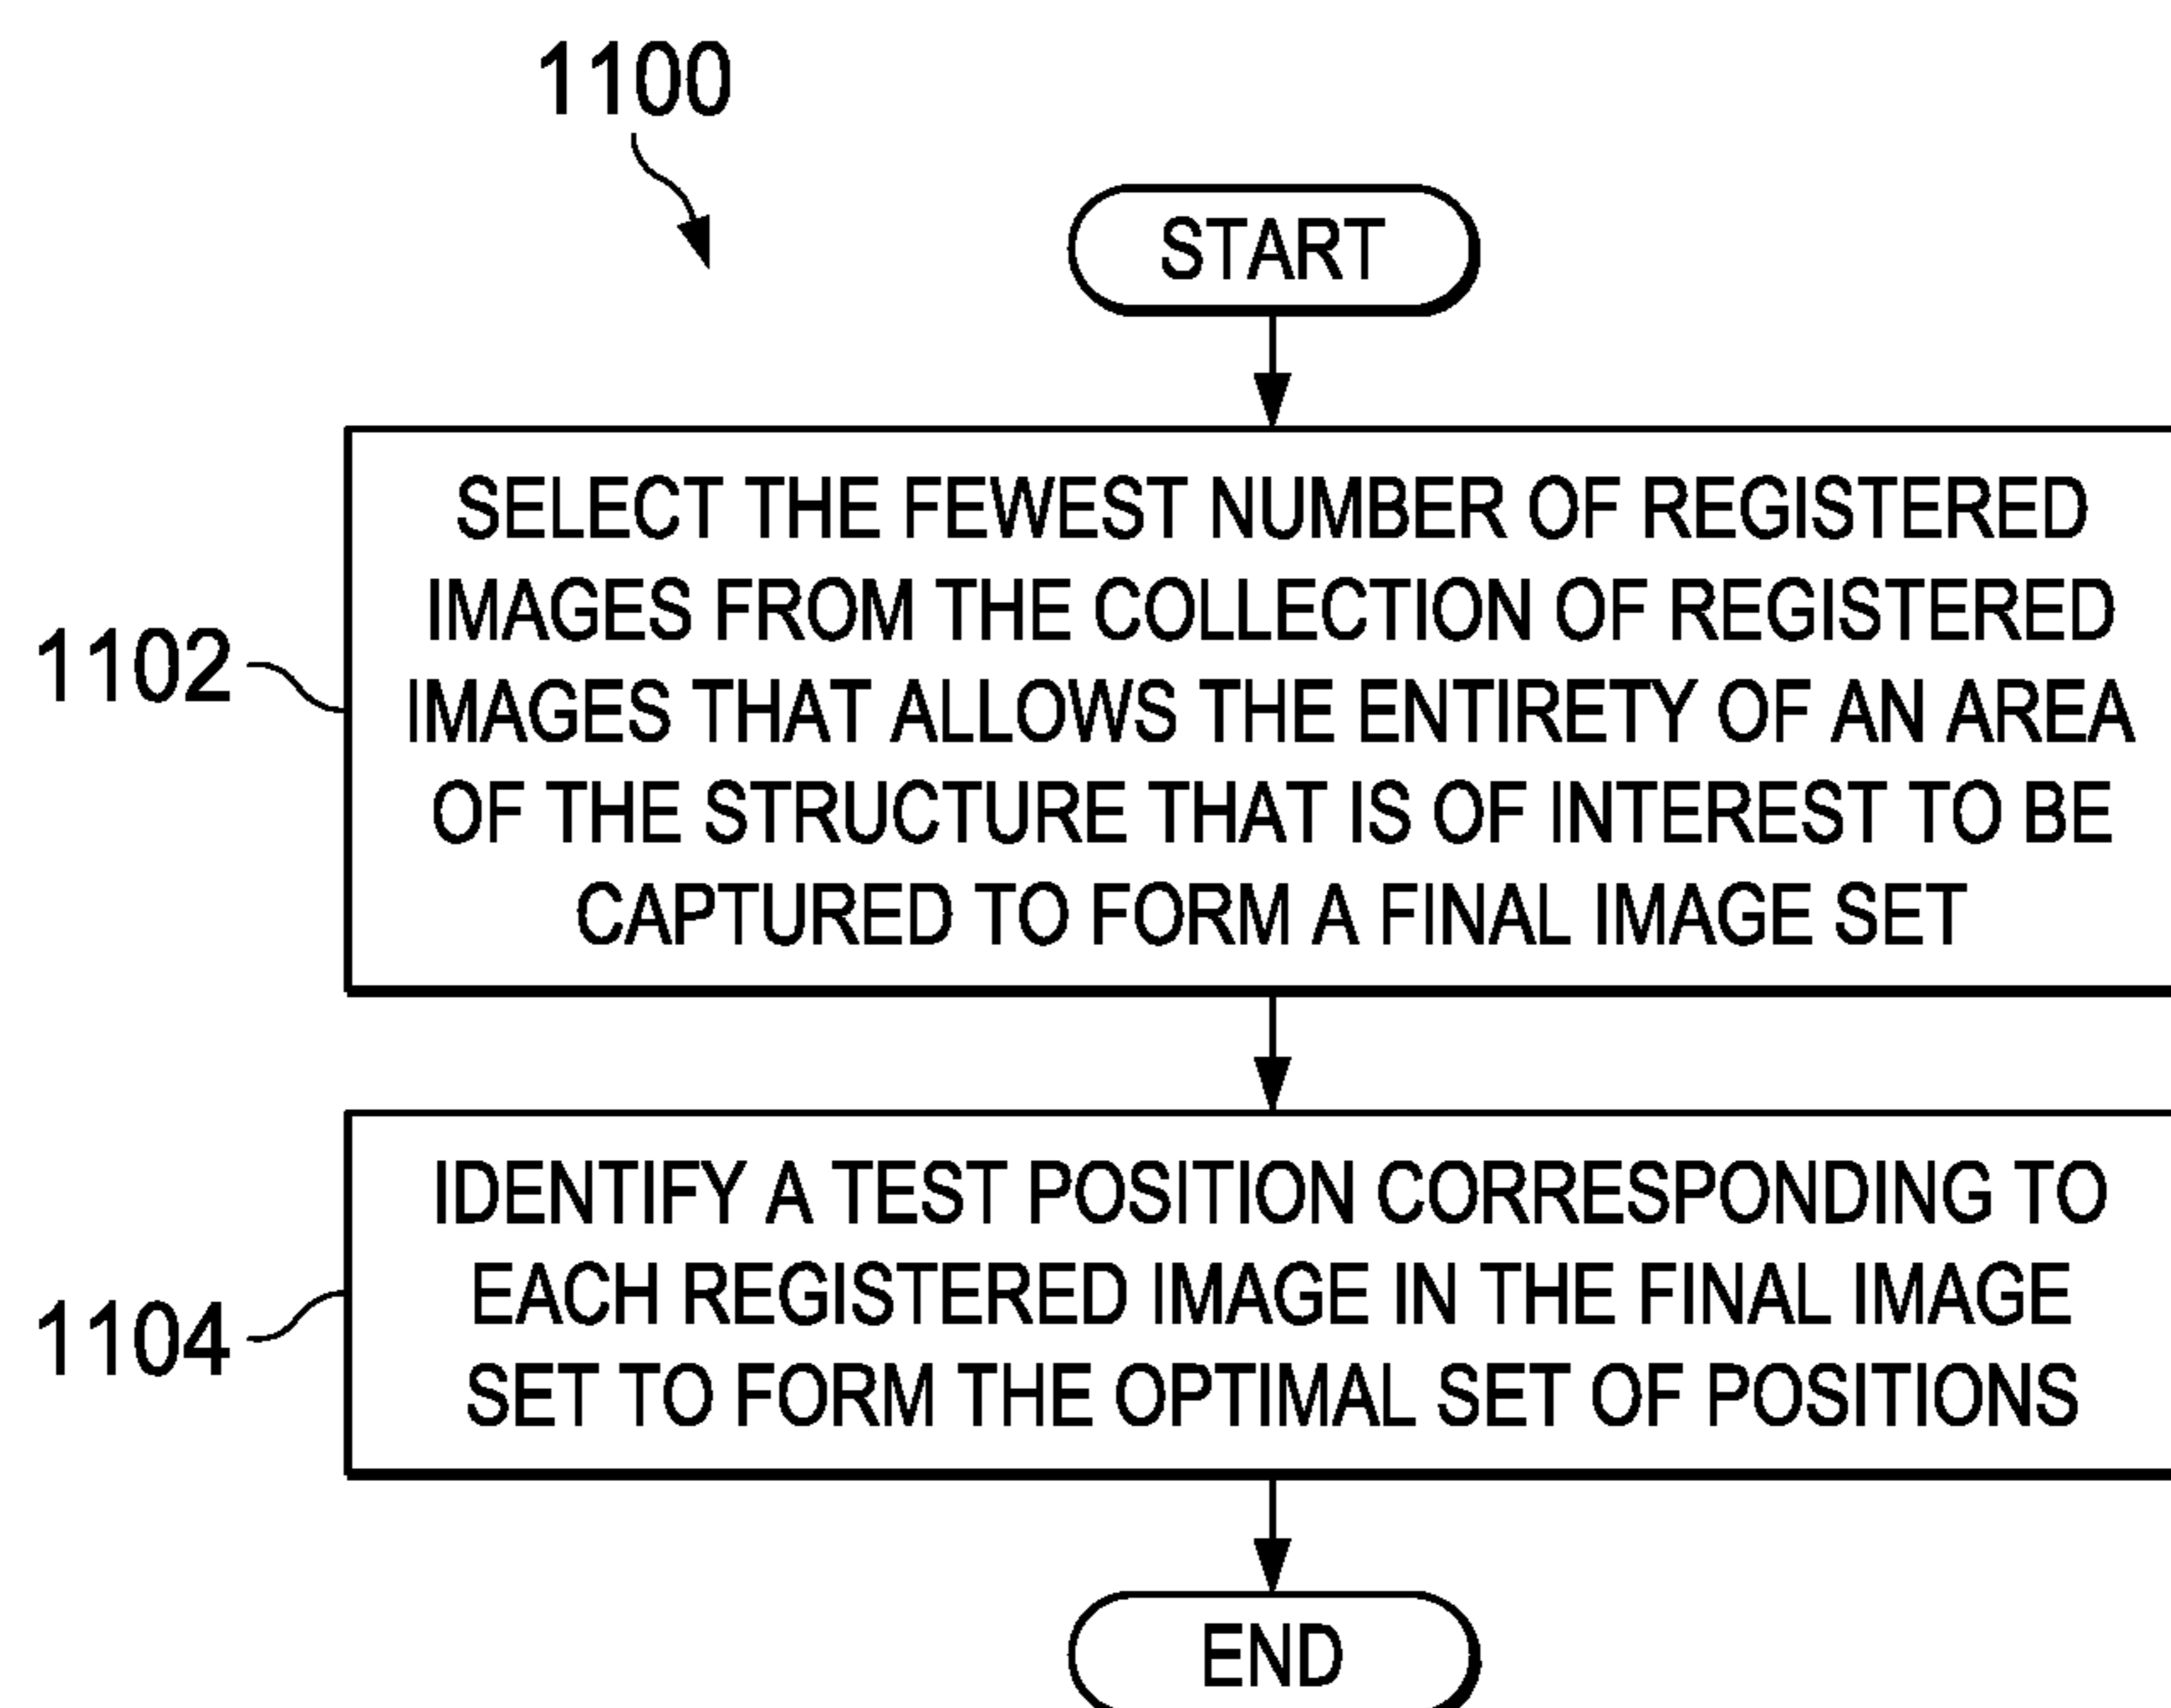 1100
START
SELECT THE FEWEST NUMBER OF REGISTERED
IMAGES FROM THE COLLECTION OF REGISTERED
IMAGES THAT ALLOWS THE ENTIRETY OF AN AREA
OF THE STRUCTURE THAT IS OF INTEREST TO BE
CAPTURED TO FORM A FINAL IMAGE SET
1102
IDENTIFY A TEST POSITION CORRESPONDING TO
EACH REGISTERED IMAGE IN THE FINAL IMAGE
SET TO FORM THE OPTIMAL SET OF POSITIONS
1104
END